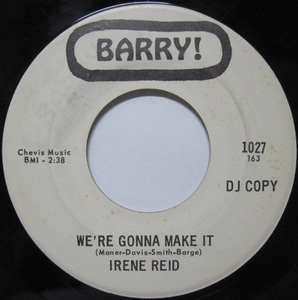 BARRY!
Chevis Music
BMI - 2:38
1027
163
DJ COPY
WE'RE GONNA MAKE IT
(Maner-Davis-Smith-Barge)
IRENE REID